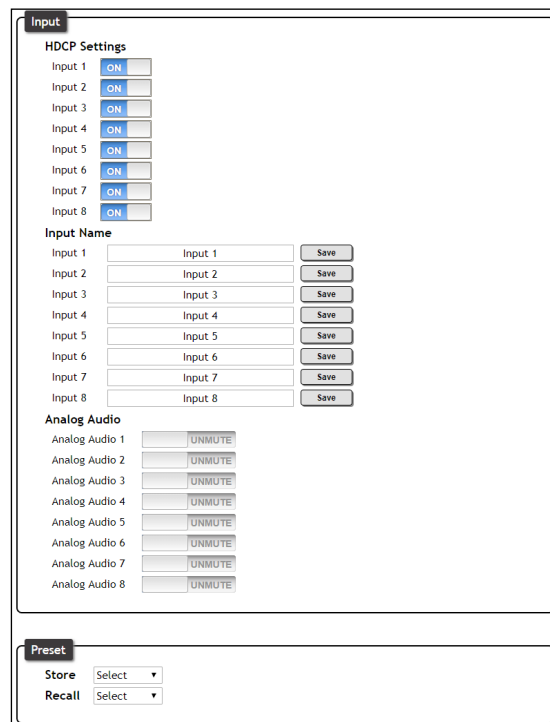 Input
HDCP Settings
Input 1 ON
Input 2 ON
Input 3 ON
Input 4 ON
Input 5 ON
Input 6 ON
Input 7 ON
Input 8 ON
Input Name
Input 1 Input 1 Save
Input 2 Input 2 Save
Input 3 Input 3 Save
Input 4 Input 4 Save
Input 5 Input 5 Save
Input 6 Input 6 Save
Input 7 Input 7 Save
Input 8 Input 8 Save
Analog Audio
Analog Audio 1 UNMUTE
Analog Audio 2 UNMUTE
Analog Audio 3 UNMUTE
Analog Audio 4 UNMUTE
Analog Audio 5 UNMUTE
Analog Audio 6 UNMUTE
Analog Audio 7 UNMUTE
Analog Audio 8 UNMUTE
Preset
Store Select
Recall Select